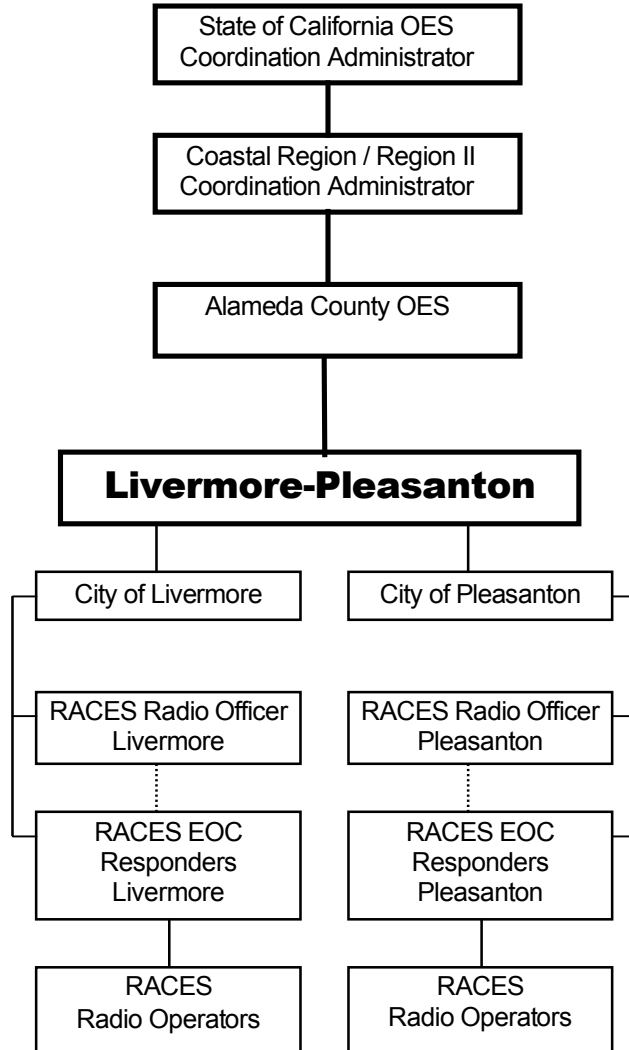 State of California OES
Coordination Administrator
Coastal Region / Region II
Coordination Administrator
Alameda County OES
Livermore-Pleasanton
City of Livermore
City of Pleasanton
RACES Radio Officer
Livermore
RACES Radio Officer
Pleasanton
RACES EOC
Responders
Livermore
RACES EOC
Responders
Pleasanton
RACES
Radio Operators
RACES
Radio Operators